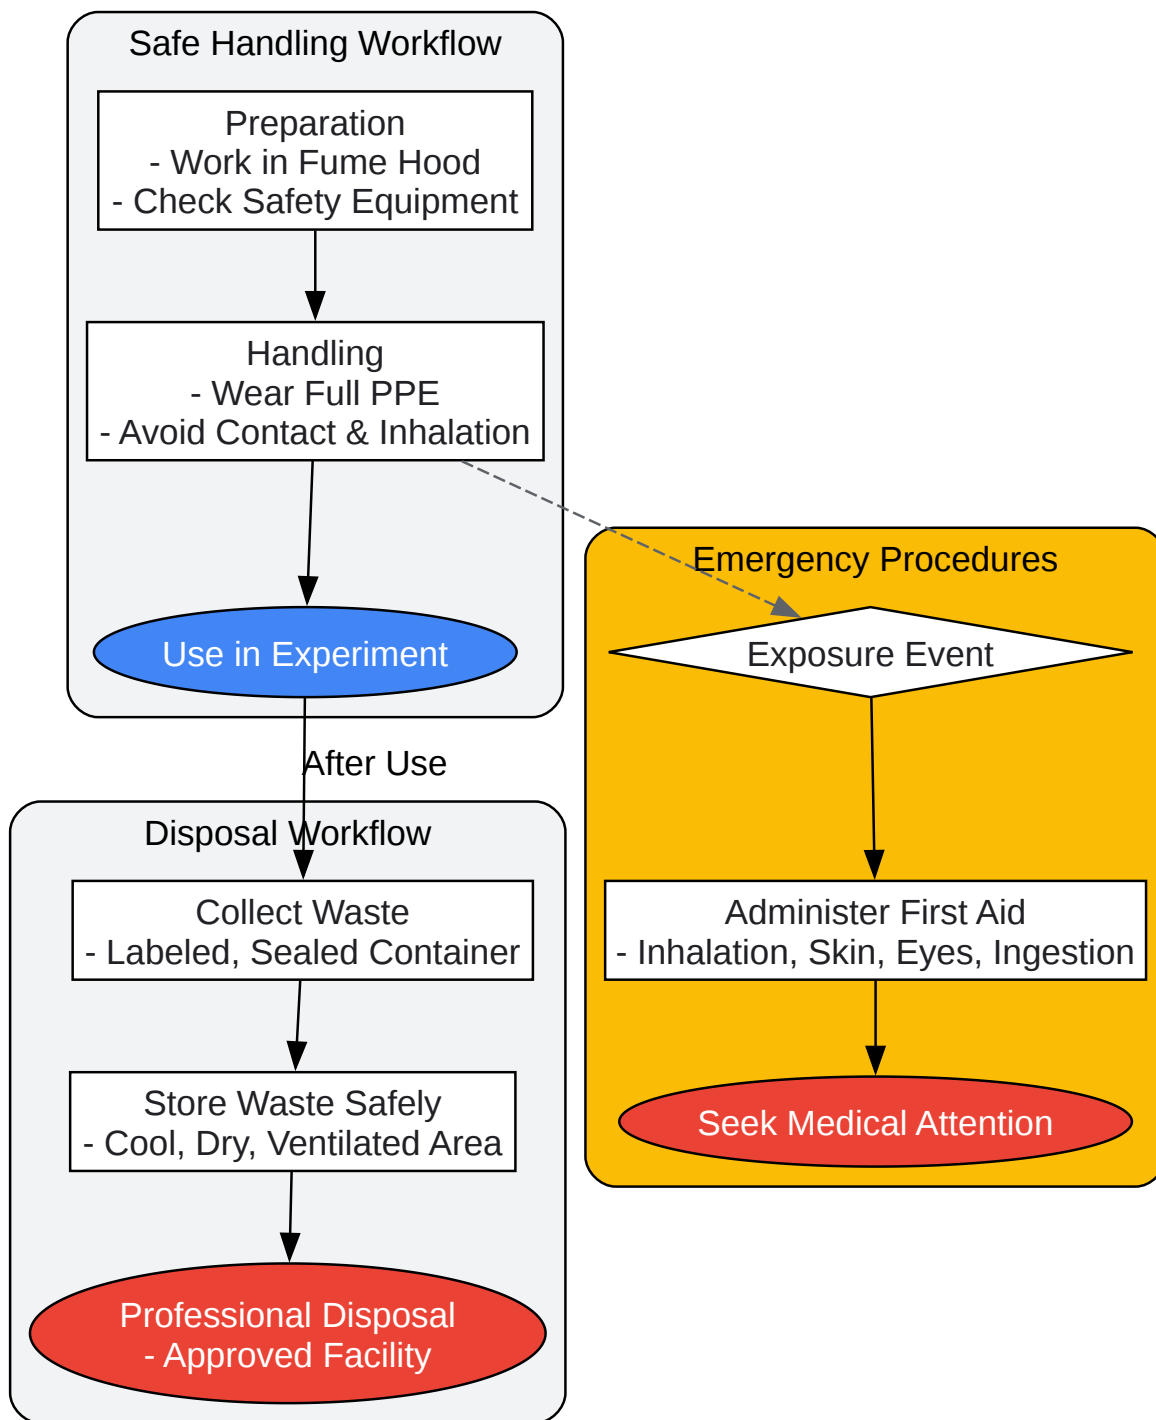 Safe Handling Workflow
Preparation
- Work in Fume Hood
- Check Safety Equipment
Handling
- Wear Full PPE
- Avoid Contact & Inhalation
Use in Experiment
After Use
Disposal Workflow
Collect Waste
- Labeled, Sealed Container
Store Waste Safely
- Cool, Dry, Ventilated Area
Professional Disposal
- Approved Facility
Emergency Procedures
Exposure Event
Administer First Aid
- Inhalation, Skin, Eyes, Ingestion
Seek Medical Attention